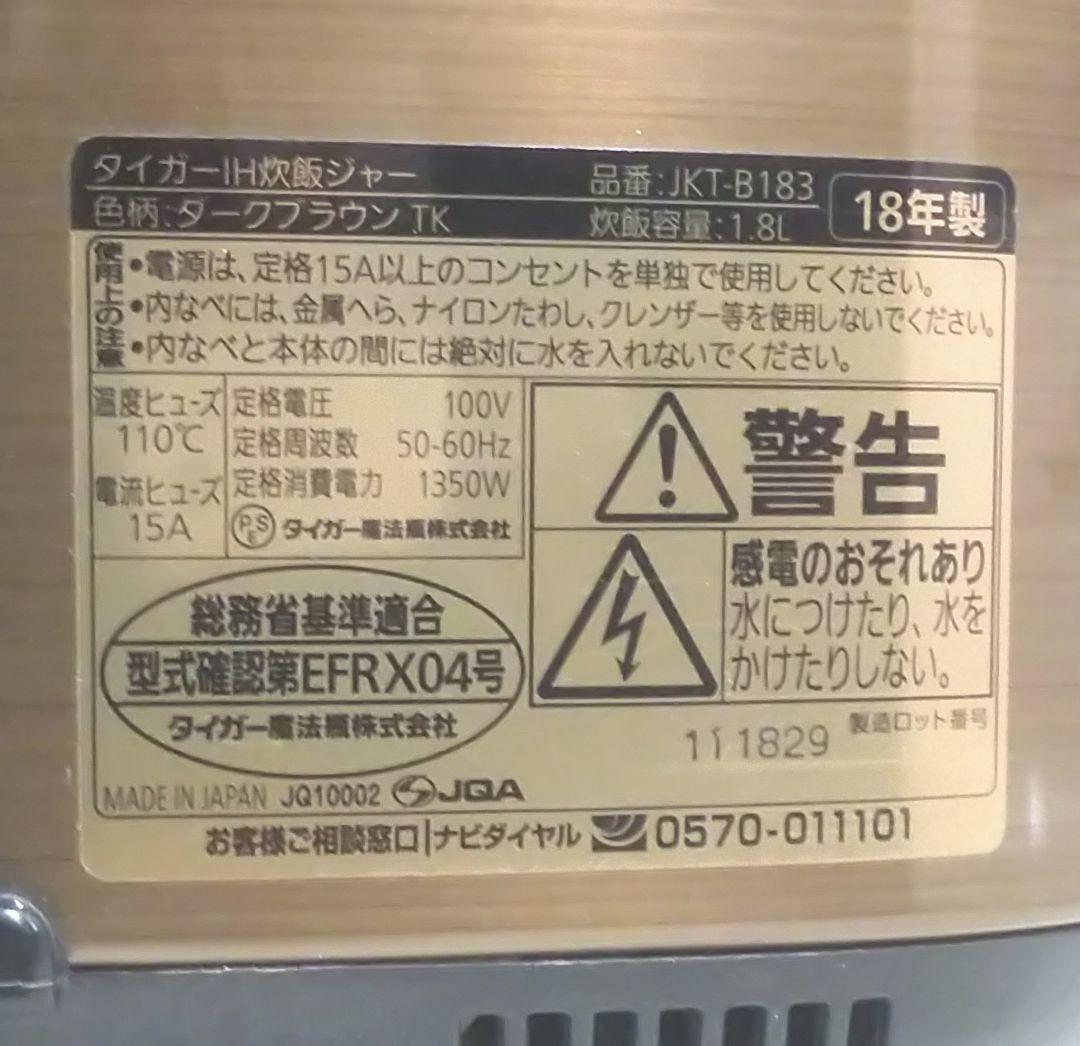 タイガーIH炊飯ジャー 品番:JKT-B183
色柄:ダークブラウン TK 炊飯容量:1.8L
18年製
使用上の注意
•電源は、定格15A以上のコンセントを単独で使用してください。
•内なべには、金属へら、ナイロンたわし、クレンザー等を使用しないでください。
•内なべと本体の間には絶対に水を入れないでください。
温度ヒューズ
110℃
電流ヒューズ
15A
定格電圧 100V
定格周波数 50-60Hz
定格消費電力 1350W
PSE タイガー魔法瓶株式会社
警告
感電のおそれあり
水につけたり、水を
かけたりしない。
総務省基準適合
型式確認第EFRX04号
タイガー魔法瓶株式会社
111829 製造ロット番号
MADE IN JAPAN JQ10002 JQA
お客様ご相談窓口|ナビダイヤル 0570-011101